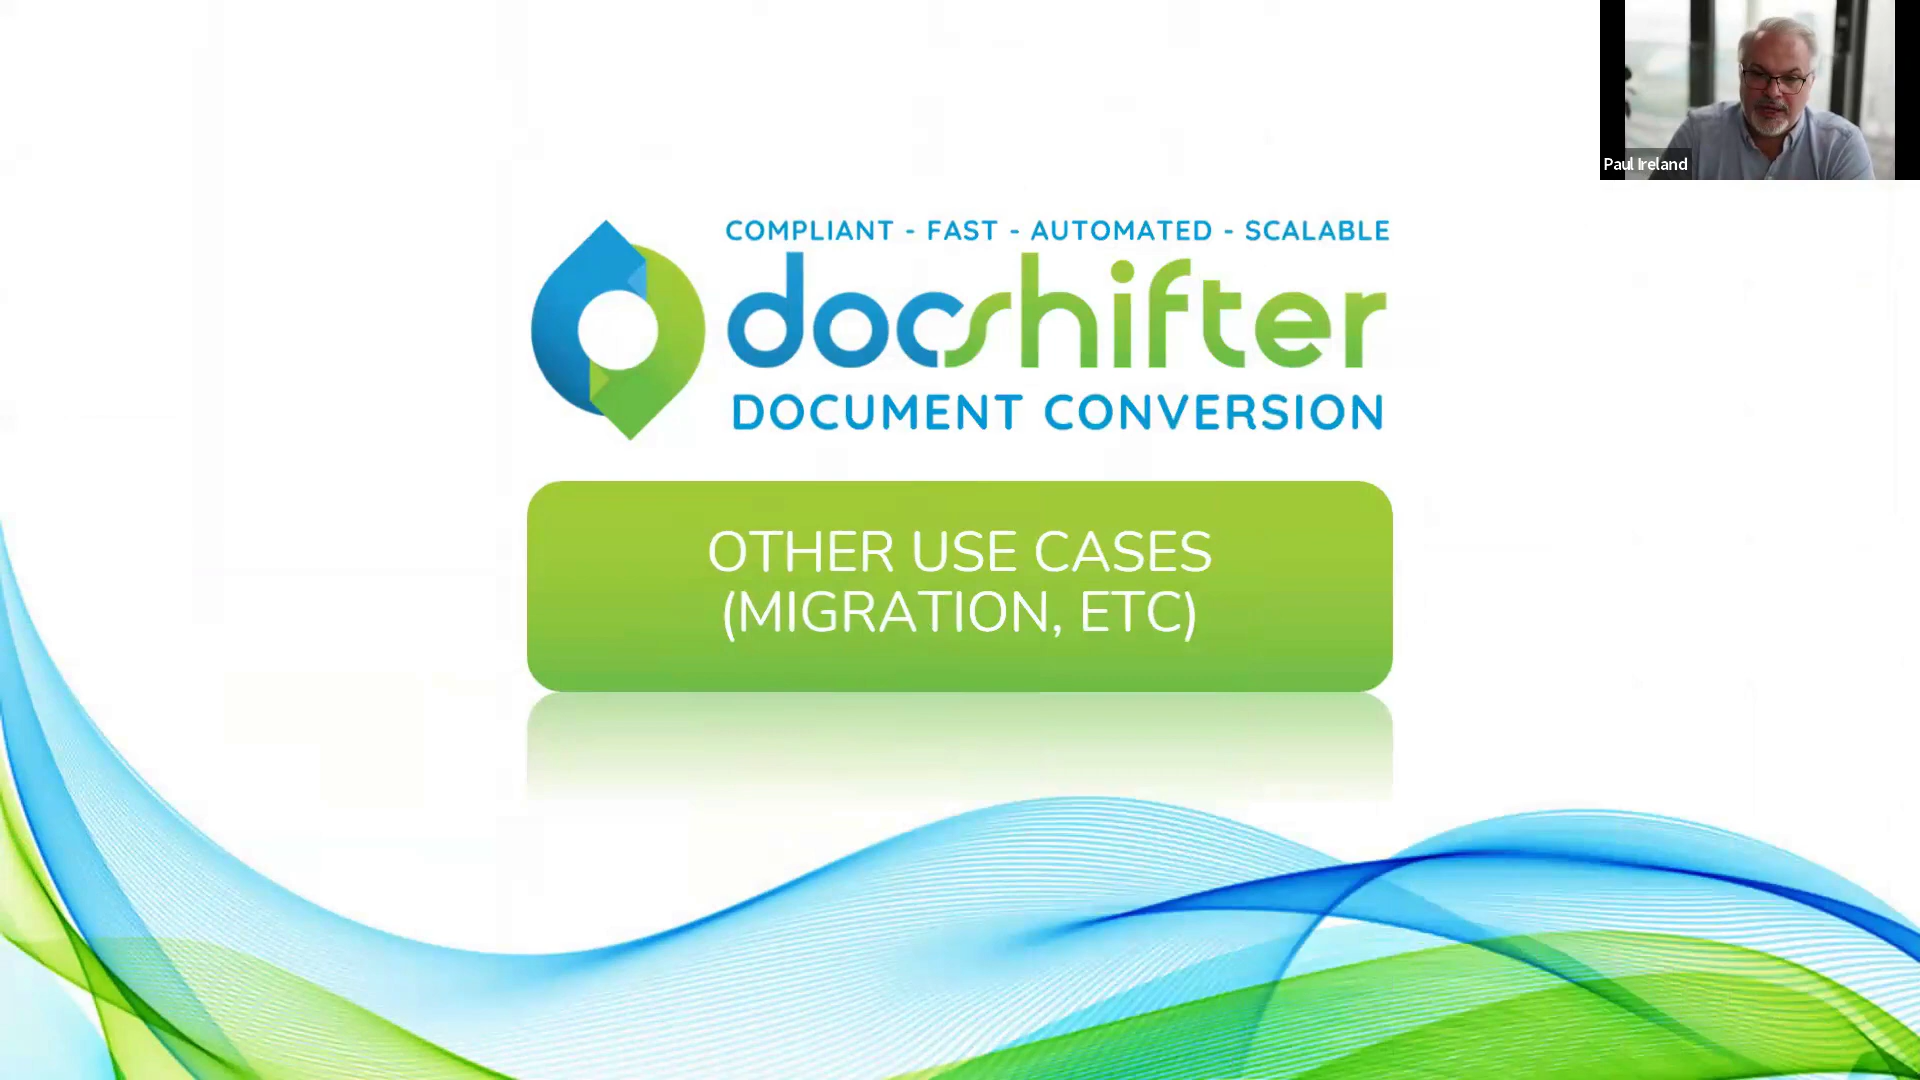 Paul Ireland
COMPLIANT - FAST - AUTOMATED - SCALABLE
docshifter
DOCUMENT CONVERSION
OTHER USE CASES
(MIGRATION, ETC)